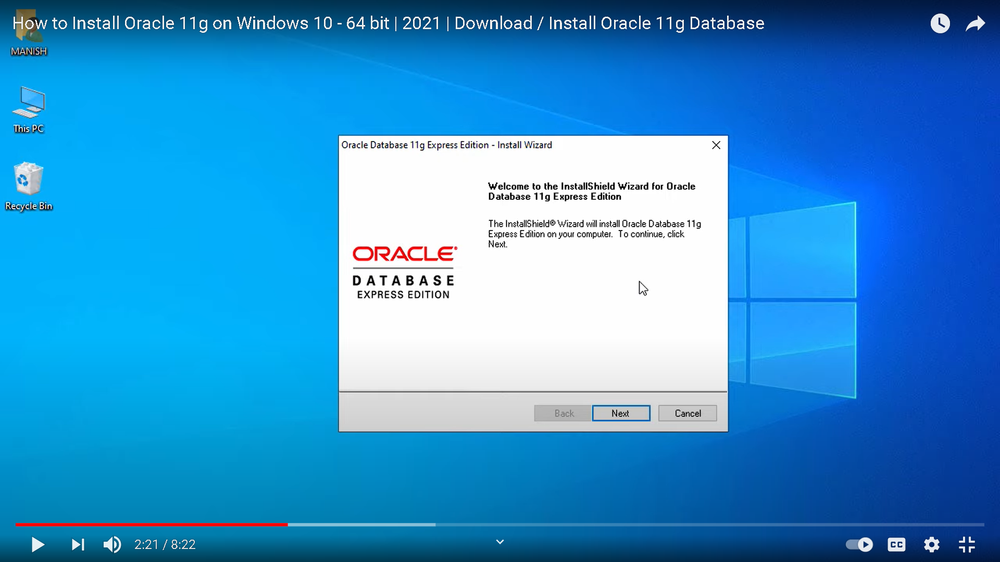 How to Install Oracle 11g on Windows 10 - 64 bit | 2021 | Download / Install Oracle 11g Database
MANISH
This PC
Recycle Bin
Oracle Database 11g Express Edition - Install Wizard
Welcome to the InstallShield Wizard for Oracle
Database 11g Express Edition
The InstallShield® Wizard will install Oracle Database 11g
Express Edition on your computer. To continue, click
Next.
ORACLE®
DATABASE
EXPRESS EDITION
Back
Next
Cancel
2:21 / 8:22
CC